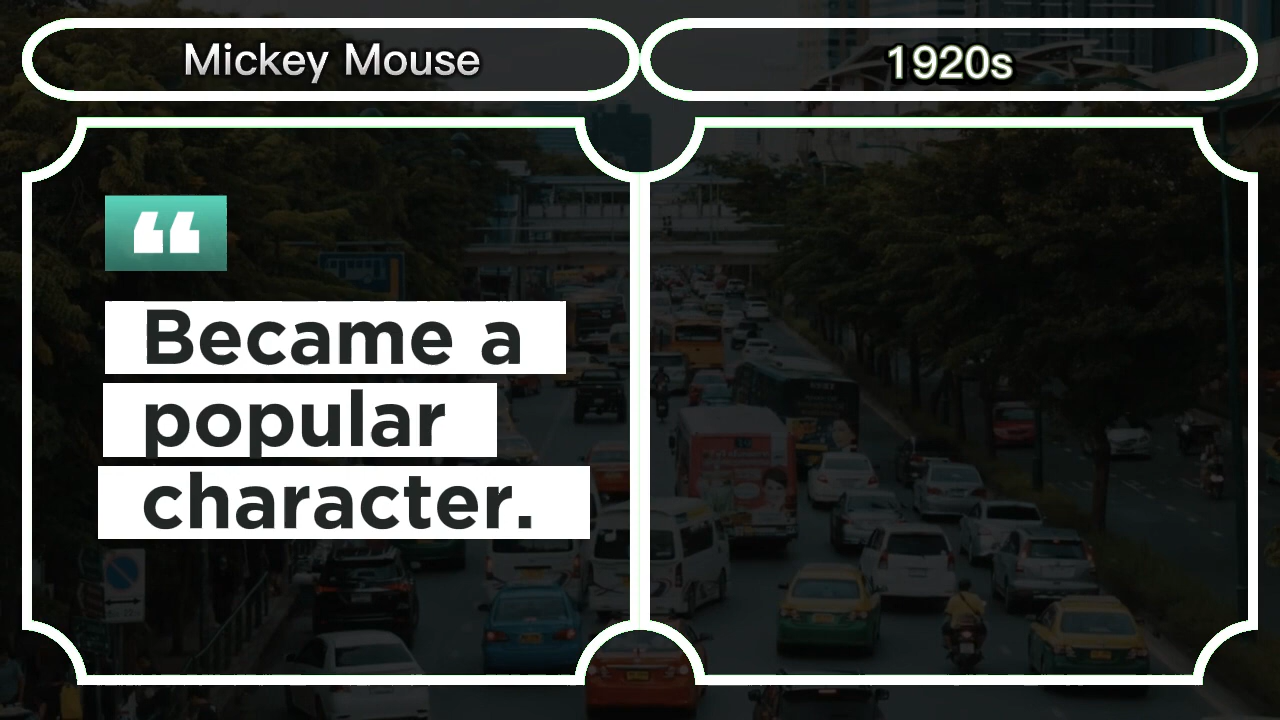 Mickey Mouse
1920s
“
Became a
popular
character.